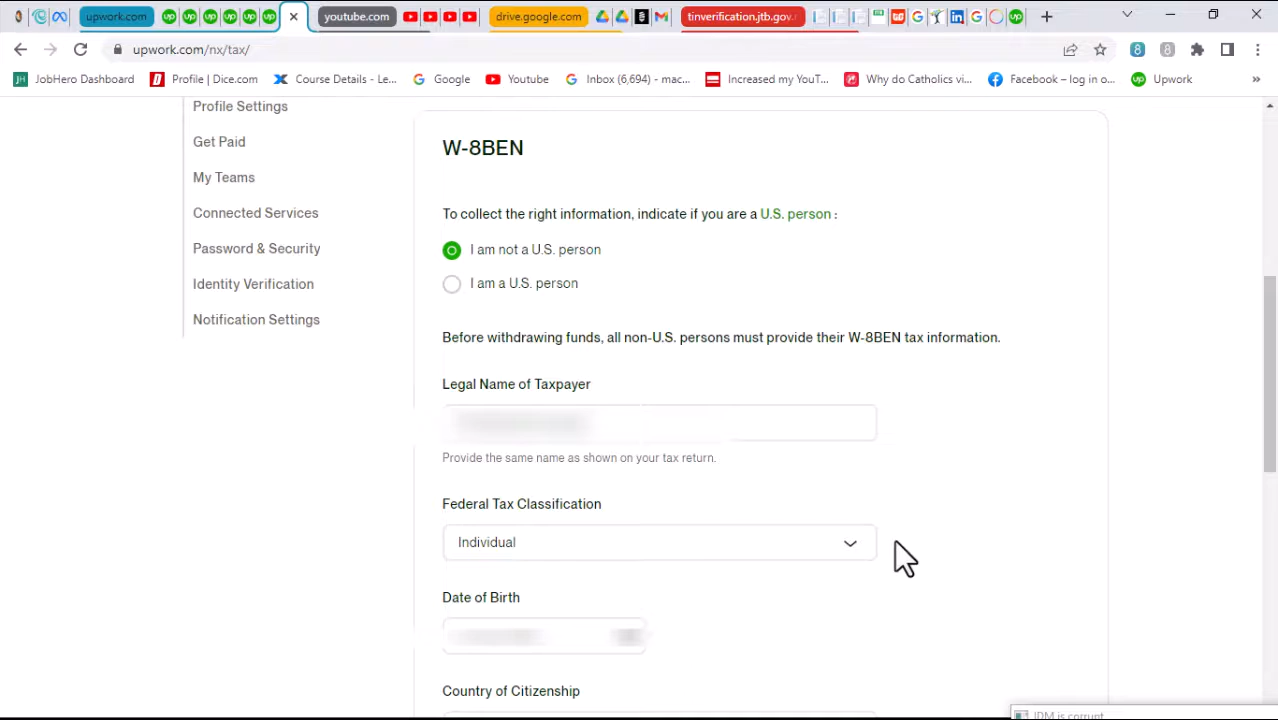 upwork.com
youtube.com
drive.google.com
tinverification.jtb.gov.
upwork.com/nx/tax/
JobHero Dashboard
Profile | Dice.com
Course Details - Le...
Google
Youtube
Inbox (6,694) - mac...
Increased my YouT...
Why do Catholics vi...
Facebook – log in o...
Upwork
Profile Settings
Get Paid
My Teams
Connected Services
Password & Security
Identity Verification
Notification Settings
W-8BEN
To collect the right information, indicate if you are a U.S. person :
I am not a U.S. person
I am a U.S. person
Before withdrawing funds, all non-U.S. persons must provide their W-8BEN tax information.
Legal Name of Taxpayer
Provide the same name as shown on your tax return.
Federal Tax Classification
Individual
Date of Birth
Country of Citizenship
IDM is corrupt